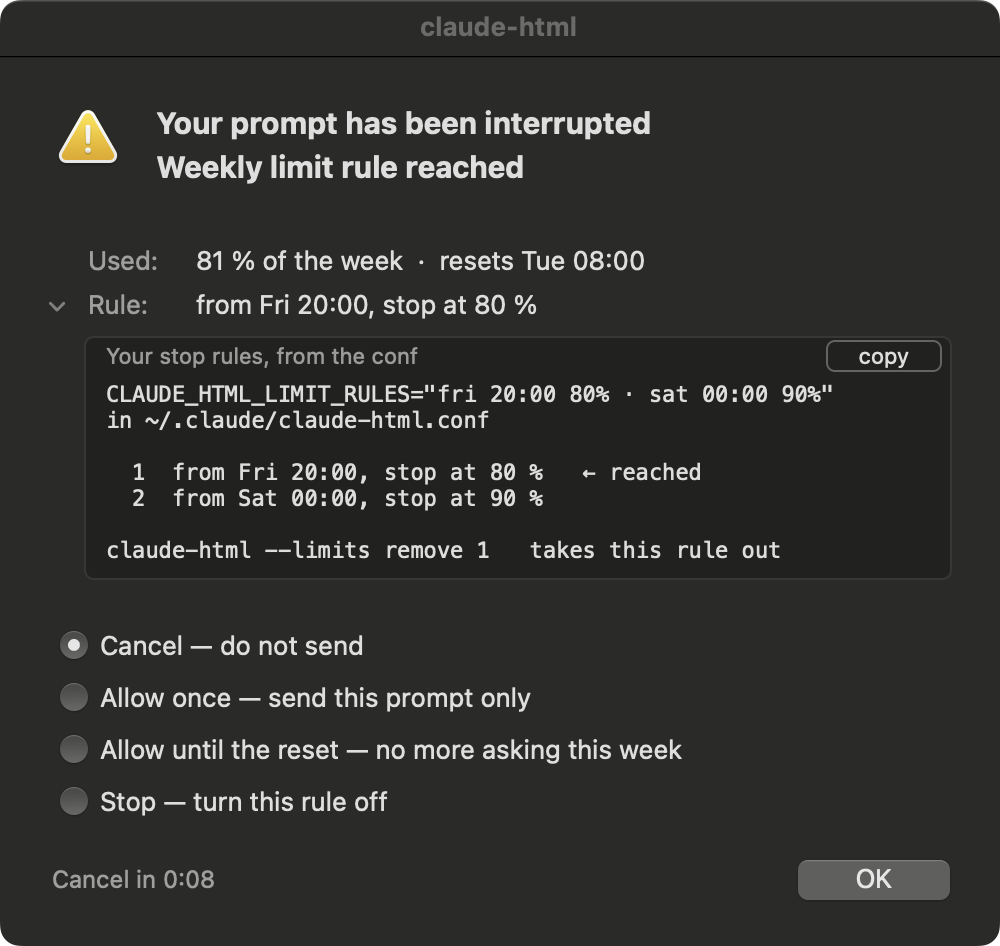 claude-html
Your prompt has been interrupted
Weekly limit rule reached
Used: 81 % of the week · resets Tue 08:00
Rule: from Fri 20:00, stop at 80 %
Your stop rules, from the conf
copy
CLAUDE_HTML_LIMIT_RULES="fri 20:00 80% · sat 00:00 90%"
in ~/.claude/claude-html.conf
1 from Fri 20:00, stop at 80 % ← reached
2 from Sat 00:00, stop at 90 %
claude-html --limits remove 1 takes this rule out
Cancel — do not send
Allow once — send this prompt only
Allow until the reset — no more asking this week
Stop — turn this rule off
Cancel in 0:08
OK